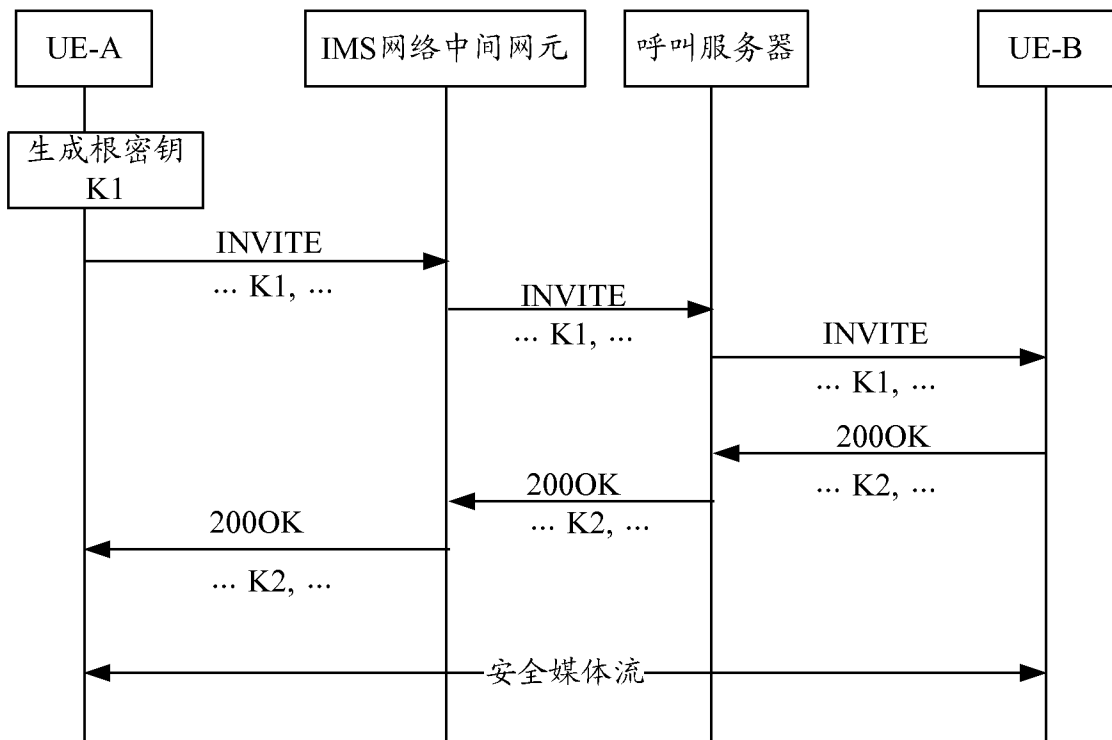 UE-A
IMS网络中间网元
呼叫服务器
UE-B
生成根密钥
K1
INVITE
... K1, ...
INVITE
... K1, ...
INVITE
... K1, ...
200OK
... K2, ...
200OK
... K2, ...
200OK
... K2, ...
安全媒体流